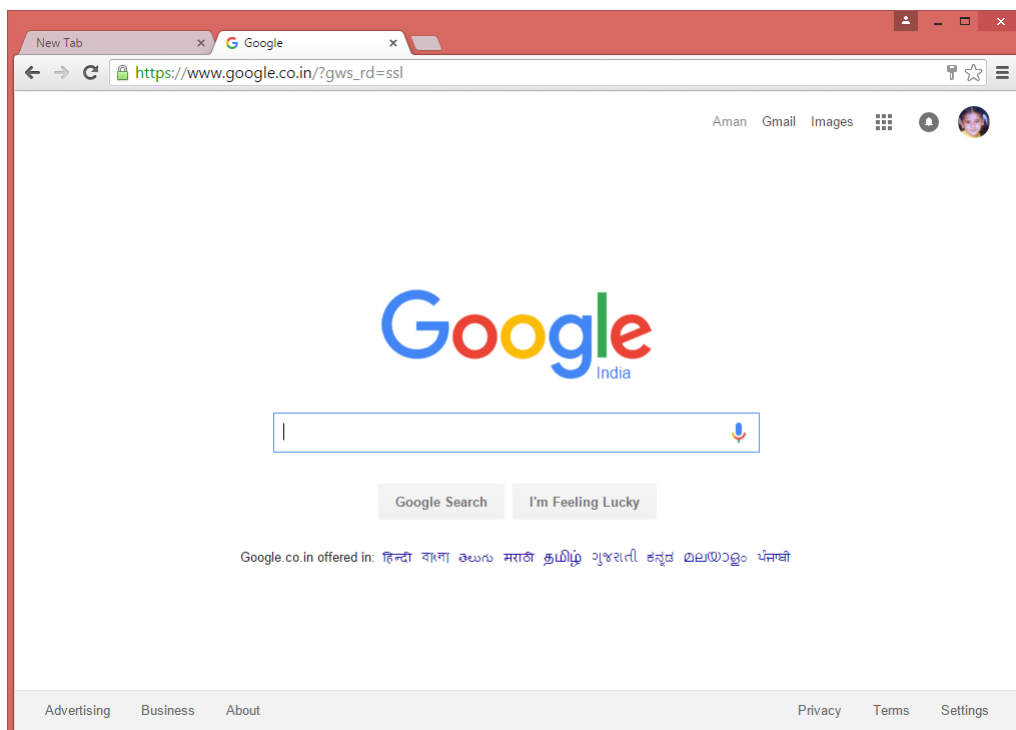 New Tab
Google
https://www.google.co.in/?gws_rd=ssl
Aman Gmail Images
Google
India
Google Search I'm Feeling Lucky
Google.co.in offered in: हिन्दी বাংলা తెలుగు मराठी தமிழ் ગુજરાતી ಕನ್ನಡ മലയാളം ਪੰਜਾਬੀ
Advertising Business About Privacy Terms Settings